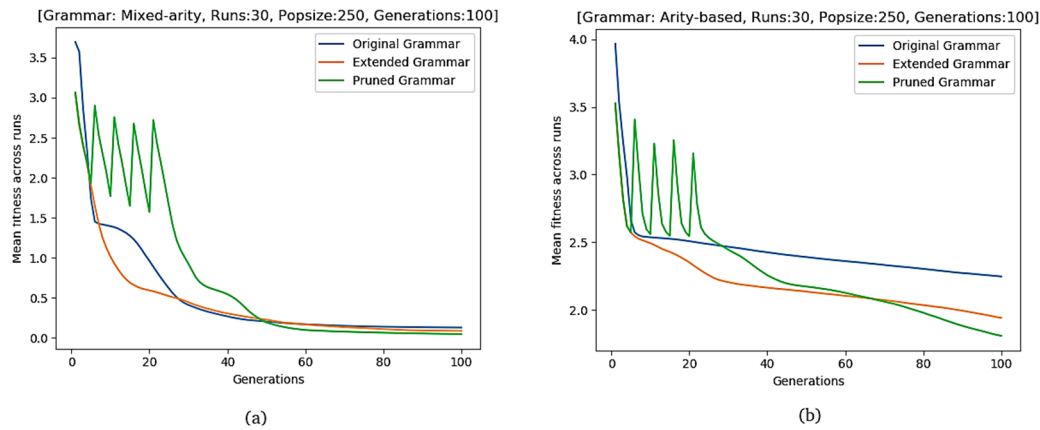 [Grammar: Mixed-arity, Runs:30, Popsize:250, Generations:100]
Original Grammar
Extended Grammar
Pruned Grammar
Mean fitness across runs
3.5
3.0
2.5
2.0
1.5
1.0
0.5
0.0
0
20
40
60
80
100
Generations
(a)
[Grammar: Arity-based, Runs:30, Popsize:250, Generations:100]
Original Grammar
Extended Grammar
Pruned Grammar
Mean fitness across runs
4.0
3.5
3.0
2.5
2.0
0
20
40
60
80
100
Generations
(b)